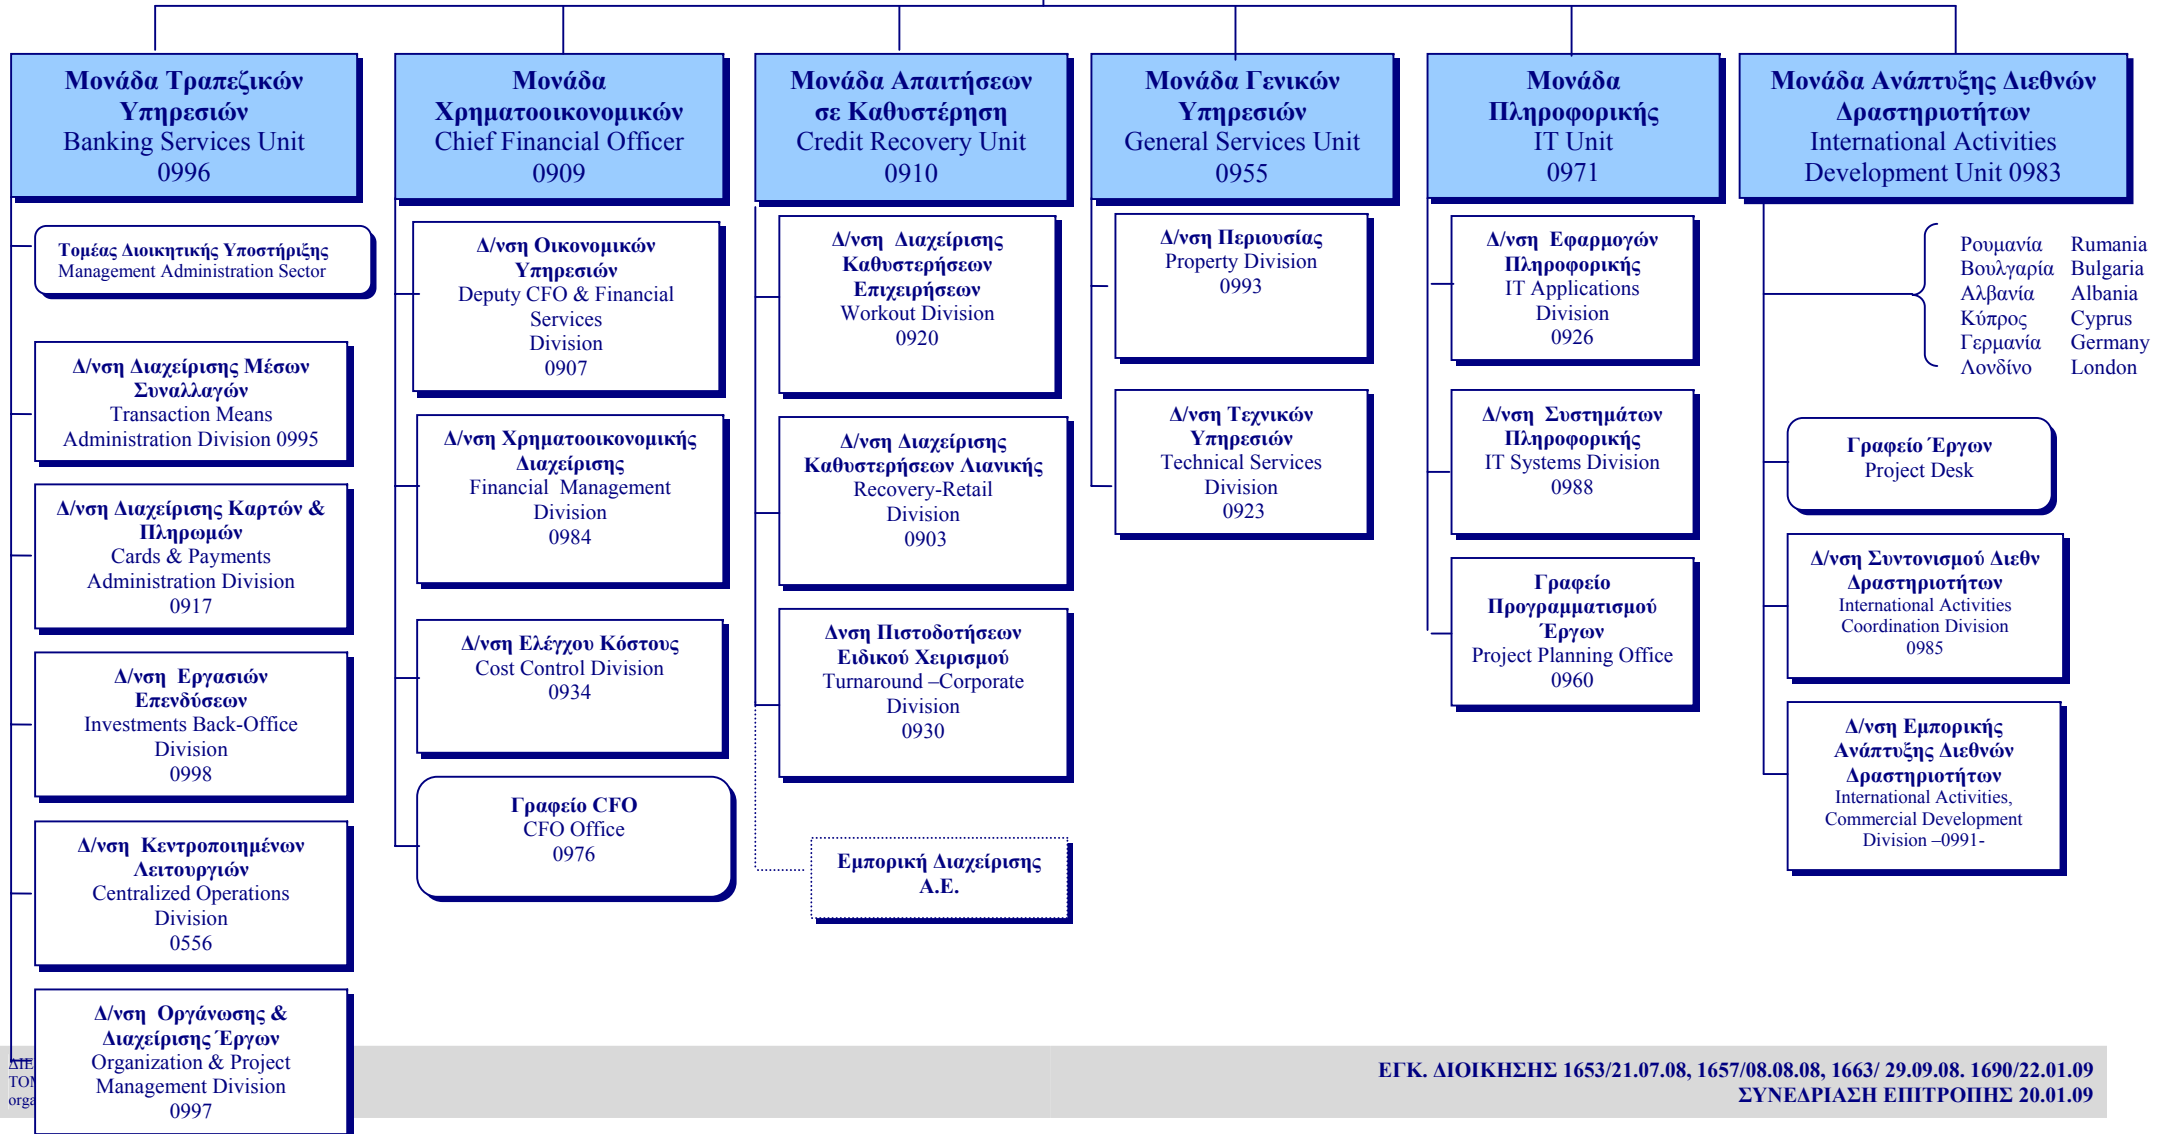 Μονάδα Τραπεζικών
Υπηρεσιών
Banking Services Unit
0996
Τομέας Διοικητικής Υποστήριξης
Management Administration Sector
Δ/νση Διαχείρισης Μέσων
Συναλλαγών
Transaction Means
Administration Division 0995
Δ/νση Διαχείρισης Καρτών &
Πληρωμών
Cards & Payments
Administration Division
0917
Δ/νση Εργασιών
Επενδύσεων
Investments Back-Office
Division
0998
Δ/νση Κεντροποιημένων
Λειτουργιών
Centralized Operations
Division
0556
Δ/νση Οργάνωσης &
Διαχείρισης Έργων
Organization & Project
Management Division
0997
Μονάδα
Χρηματοοικονομικών
Chief Financial Officer
0909
Δ/νση Οικονομικών
Υπηρεσιών
Deputy CFO & Financial
Services
Division
0907
Δ/νση Χρηματοοικονομικής
Διαχείρισης
Financial Management
Division
0984
Δ/νση Ελέγχου Κόστους
Cost Control Division
0934
Γραφείο CFO
CFO Office
0976
Μονάδα Απαιτήσεων
σε Καθυστέρηση
Credit Recovery Unit
0910
Δ/νση Διαχείρισης
Καθυστερήσεων
Επιχειρήσεων
Workout Division
0920
Δ/νση Διαχείρισης
Καθυστερήσεων Λιανικής
Recovery-Retail
Division
0903
Δνση Πιστοδοτήσεων
Ειδικού Χειρισμού
Turnaround –Corporate
Division
0930
Εμπορική Διαχείρισης
Α.Ε.
Μονάδα Γενικών
Υπηρεσιών
General Services Unit
0955
Δ/νση Περιουσίας
Property Division
0993
Δ/νση Τεχνικών
Υπηρεσιών
Technical Services
Division
0923
Μονάδα
Πληροφορικής
IT Unit
0971
Δ/νση Εφαρμογών
Πληροφορικής
IT Applications
Division
0926
Δ/νση Συστημάτων
Πληροφορικής
IT Systems Division
0988
Γραφείο
Προγραμματισμού
Έργων
Project Planning Office
0960
Μονάδα Ανάπτυξης Διεθνών
Δραστηριοτήτων
International Activities
Development Unit 0983
Ρουμανία Rumania
Βουλγαρία Bulgaria
Αλβανία Albania
Κύπρος Cyprus
Γερμανία Germany
Λονδίνο London
Γραφείο Έργων
Project Desk
Δ/νση Συντονισμού Διεθν
Δραστηριοτήτων
International Activities
Coordination Division
0985
Δ/νση Εμπορικής
Ανάπτυξης Διεθνών
Δραστηριοτήτων
International Activities,
Commercial Development
Division –0991-
ΕΓΚ. ΔΙΟΙΚΗΣΗΣ 1653/21.07.08, 1657/08.08.08, 1663/ 29.09.08. 1690/22.01.09
ΣΥΝΕΔΡΙΑΣΗ ΕΠΙΤΡΟΠΗΣ 20.01.09